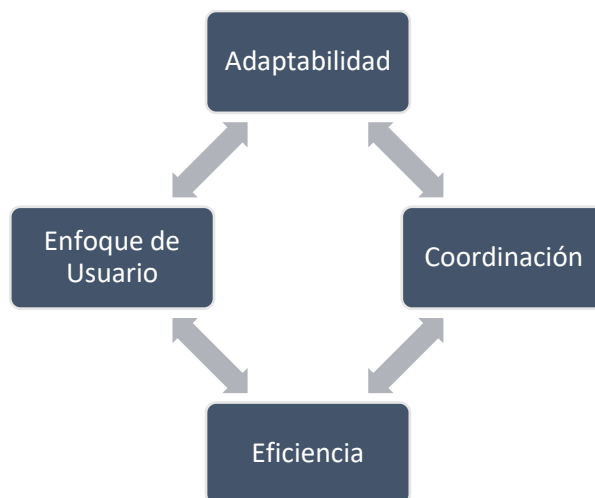 Adaptabilidad
Enfoque de
Usuario
Coordinación
Eficiencia